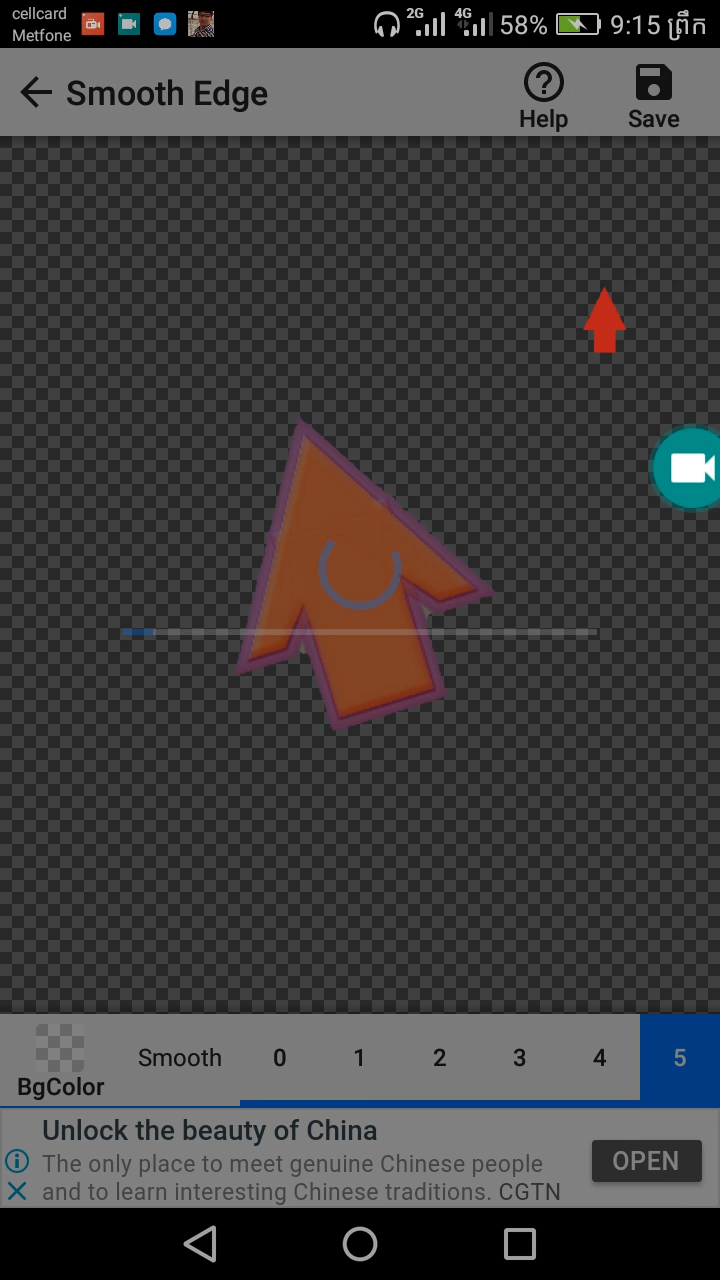 cellcard
Metfone
2G
4G
58%
9:15 ព្រឹក
Smooth Edge
Help
Save
BgColor
Smooth
0
1
2
3
4
5
Unlock the beauty of China
The only place to meet genuine Chinese people
and to learn interesting Chinese traditions. CGTN
OPEN